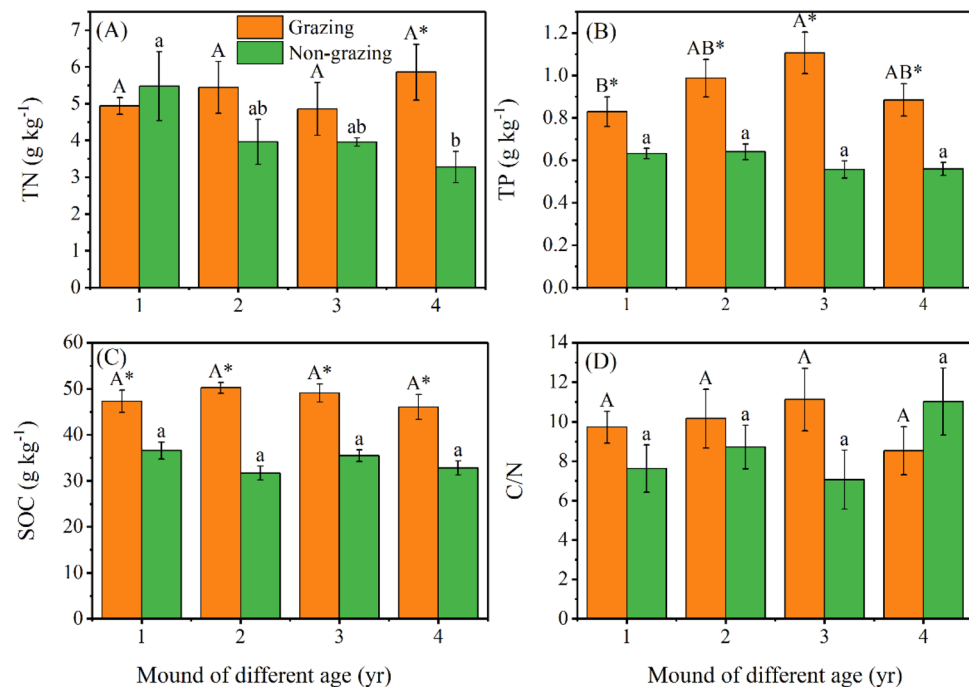 (A)
Grazing
Non-grazing
A a A ab A ab A* b
7
6
5
4
3
2
1
0
TN (g kg-1)
1 2 3 4
(B)
B* a AB* a A* a AB* a
1.2
1.0
0.8
0.6
0.4
0.2
0.0
TP (g kg-1)
1 2 3 4
(C)
A* a A* a A* a A* a
60
50
40
30
20
10
0
SOC (g kg-1)
1 2 3 4
Mound of different age (yr)
(D)
A a A a A a A a
14
12
10
8
6
4
2
0
C/N
1 2 3 4
Mound of different age (yr)